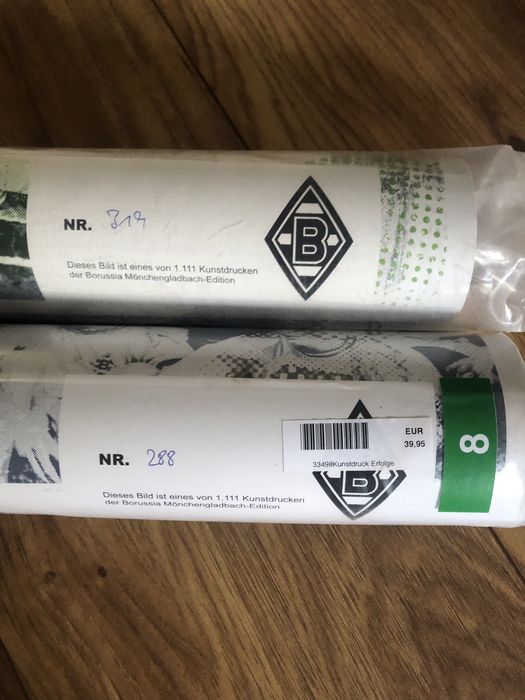 NR. 319
B
Dieses Bild ist eines von 1.111 Kunstdrucken
der Borussia Mönchengladbach-Edition
NR. 288
EUR
39,95
33498Kunstdruck Erfolge
8
B
Dieses Bild ist eines von 1.111 Kunstdrucken
der Borussia Mönchengladbach-Edition